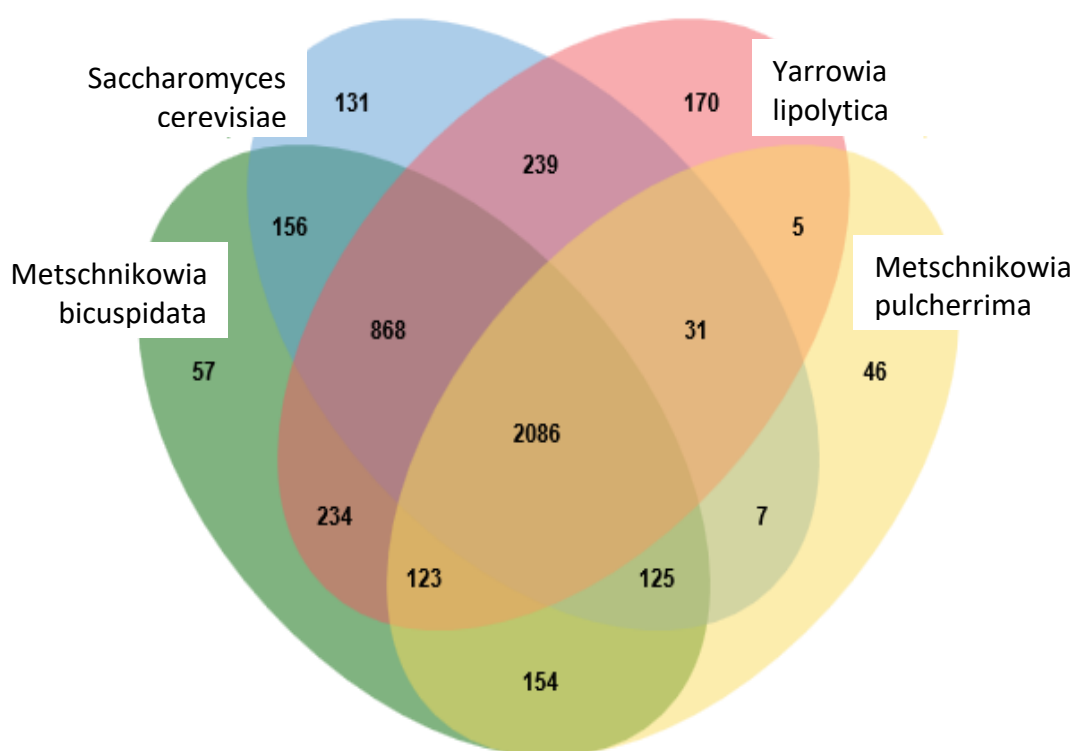 Saccharomyces
cerevisiae
Yarrowia
lipolytica
Metschnikowia
bicuspidata
Metschnikowia
pulcherrima
131
170
239
156
5
868
31
57
46
2086
234
7
123
125
154